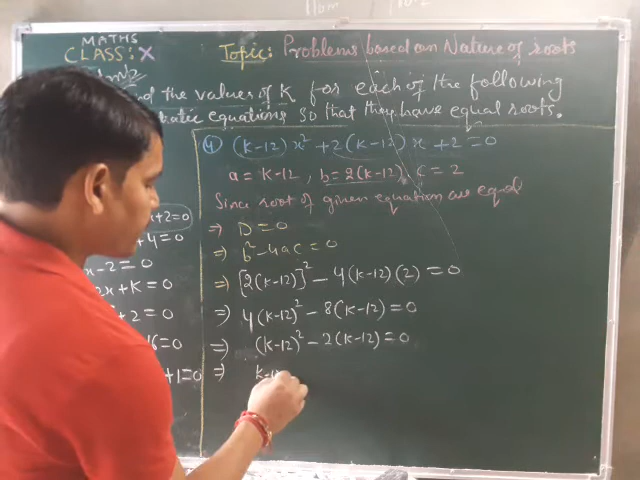 MATHS
CLASS: X
Topic: Problems based on Nature of roots
the values of K for each of the following
equations so that they have equal roots.
4 (K-12) x² + 2(K-12) x + 2 = 0
a = K-12, b = 2(K-12), C = 2
Since root of given equation are equal
⇒ D = 0
⇒ b² - 4ac = 0
⇒ [2(K-12)]² - 4(K-12)(2) = 0
⇒ 4(K-12)² - 8(K-12) = 0
⇒ (K-12)² - 2(K-12) = 0
⇒ K-1
x+2=0
+4=0
x-2=0
2x+K=0
+2=0
=0
+1=0